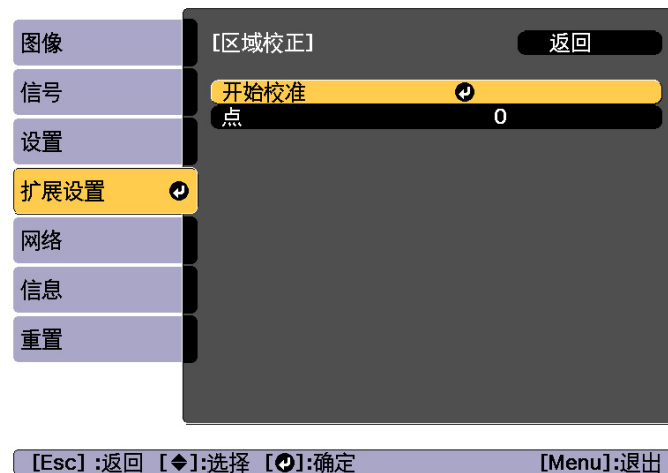 图像
信号
设置
扩展设置
网络
信息
重置
[区域校正]
返回
开始校准
点 0
[Esc] :返回 [◆]:选择 [⏎]:确定 [Menu]:退出